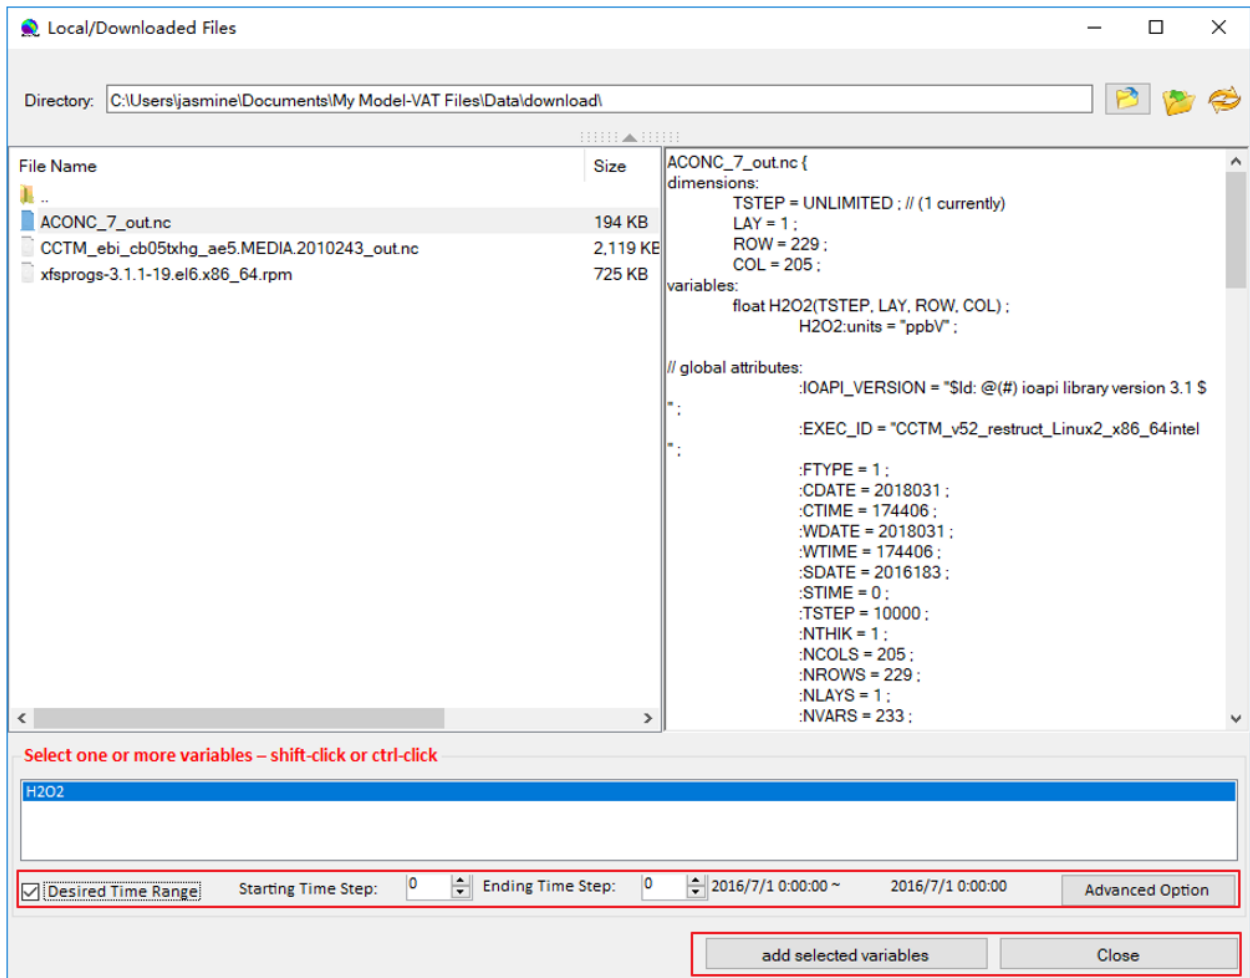 Local/Downloaded Files
Directory: C:\Users\jasmine\Documents\My Model-VAT Files\Data\download\
File Name Size
..
ACONC_7_out.nc 194 KB
CCTM_ebi_cb05txhg_ae5.MEDIA.2010243_out.nc 2,119 KB
xfsprogs-3.1.1-19.el6.x86_64.rpm 725 KB
ACONC_7_out.nc {
dimensions:
TSTEP = UNLIMITED ; // (1 currently)
LAY = 1 ;
ROW = 229 ;
COL = 205 ;
variables:
float H2O2(TSTEP, LAY, ROW, COL) ;
H2O2:units = "ppbV" ;
// global attributes:
:IOAPI_VERSION = "$Id: @(#) ioapi library version 3.1 $
" ;
:EXEC_ID = "CCTM_v52_restruct_Linux2_x86_64intel
" ;
:FTYPE = 1 ;
:CDATE = 2018031 ;
:CTIME = 174406 ;
:WDATE = 2018031 ;
:WTIME = 174406 ;
:SDATE = 2016183 ;
:STIME = 0 ;
:TSTEP = 10000 ;
:NTHIK = 1 ;
:NCOLS = 205 ;
:NROWS = 229 ;
:NLAYS = 1 ;
:NVARS = 233 ;
Select one or more variables – shift-click or ctrl-click
H2O2
Desired Time Range Starting Time Step: 0 Ending Time Step: 0 2016/7/1 0:00:00 ~ 2016/7/1 0:00:00 Advanced Option
add selected variables Close